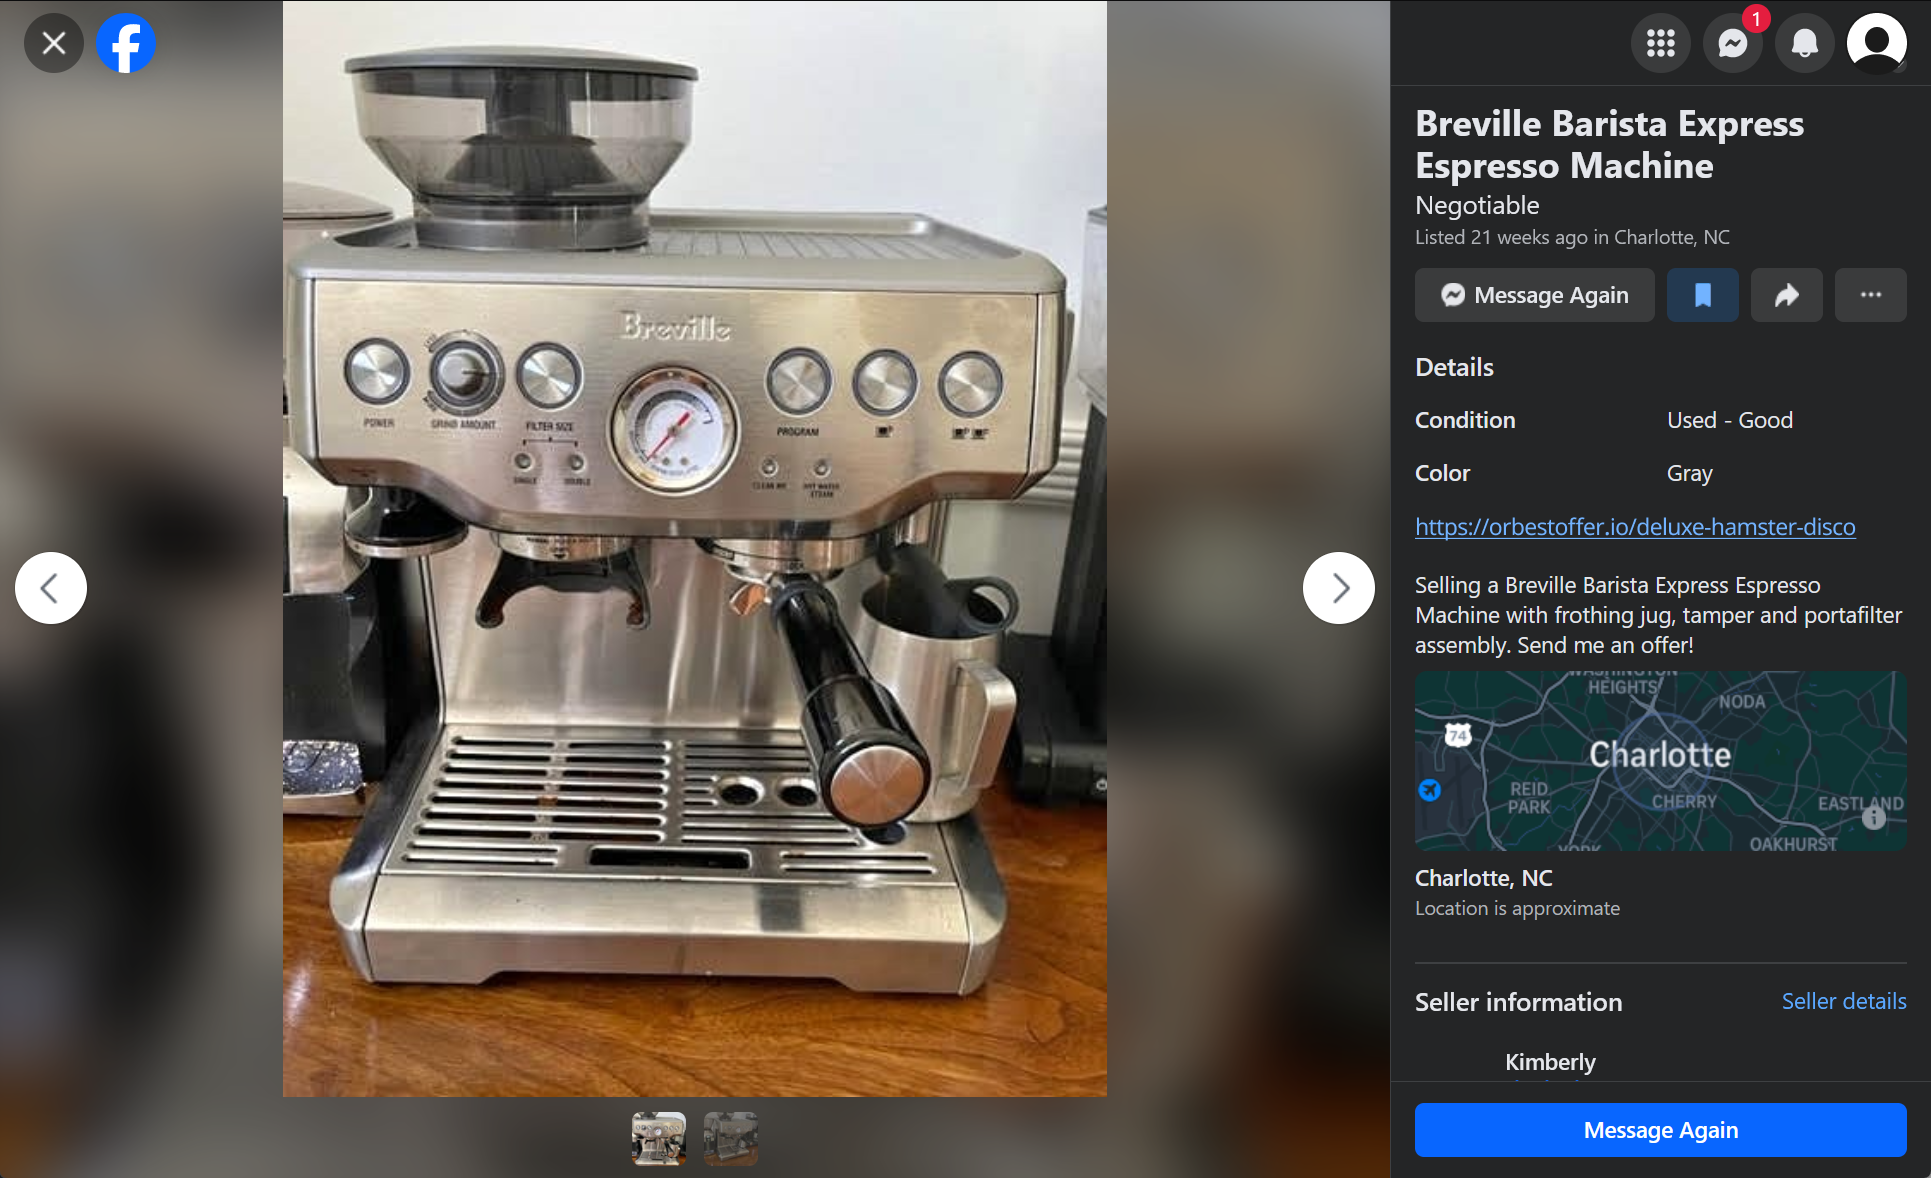 1
Breville Barista Express
Espresso Machine
Negotiable
Listed 21 weeks ago in Charlotte, NC
Message Again
Details
Condition Used - Good
Color Gray
https://orbestoffer.io/deluxe-hamster-disco
Selling a Breville Barista Express Espresso
Machine with frothing jug, tamper and portafilter
assembly. Send me an offer!
WASHINGTON
HEIGHTS
NODA
74
Charlotte
REID
PARK
CHERRY
EASTLAND
YORK
OAKHURST
Charlotte, NC
Location is approximate
Seller information Seller details
Kimberly
Message Again
Breville
POWER
GRIND AMOUNT
FILTER SIZE
PROGRAM
SINGLE
DOUBLE
CLEAN ME
HOT WATER
STEAM